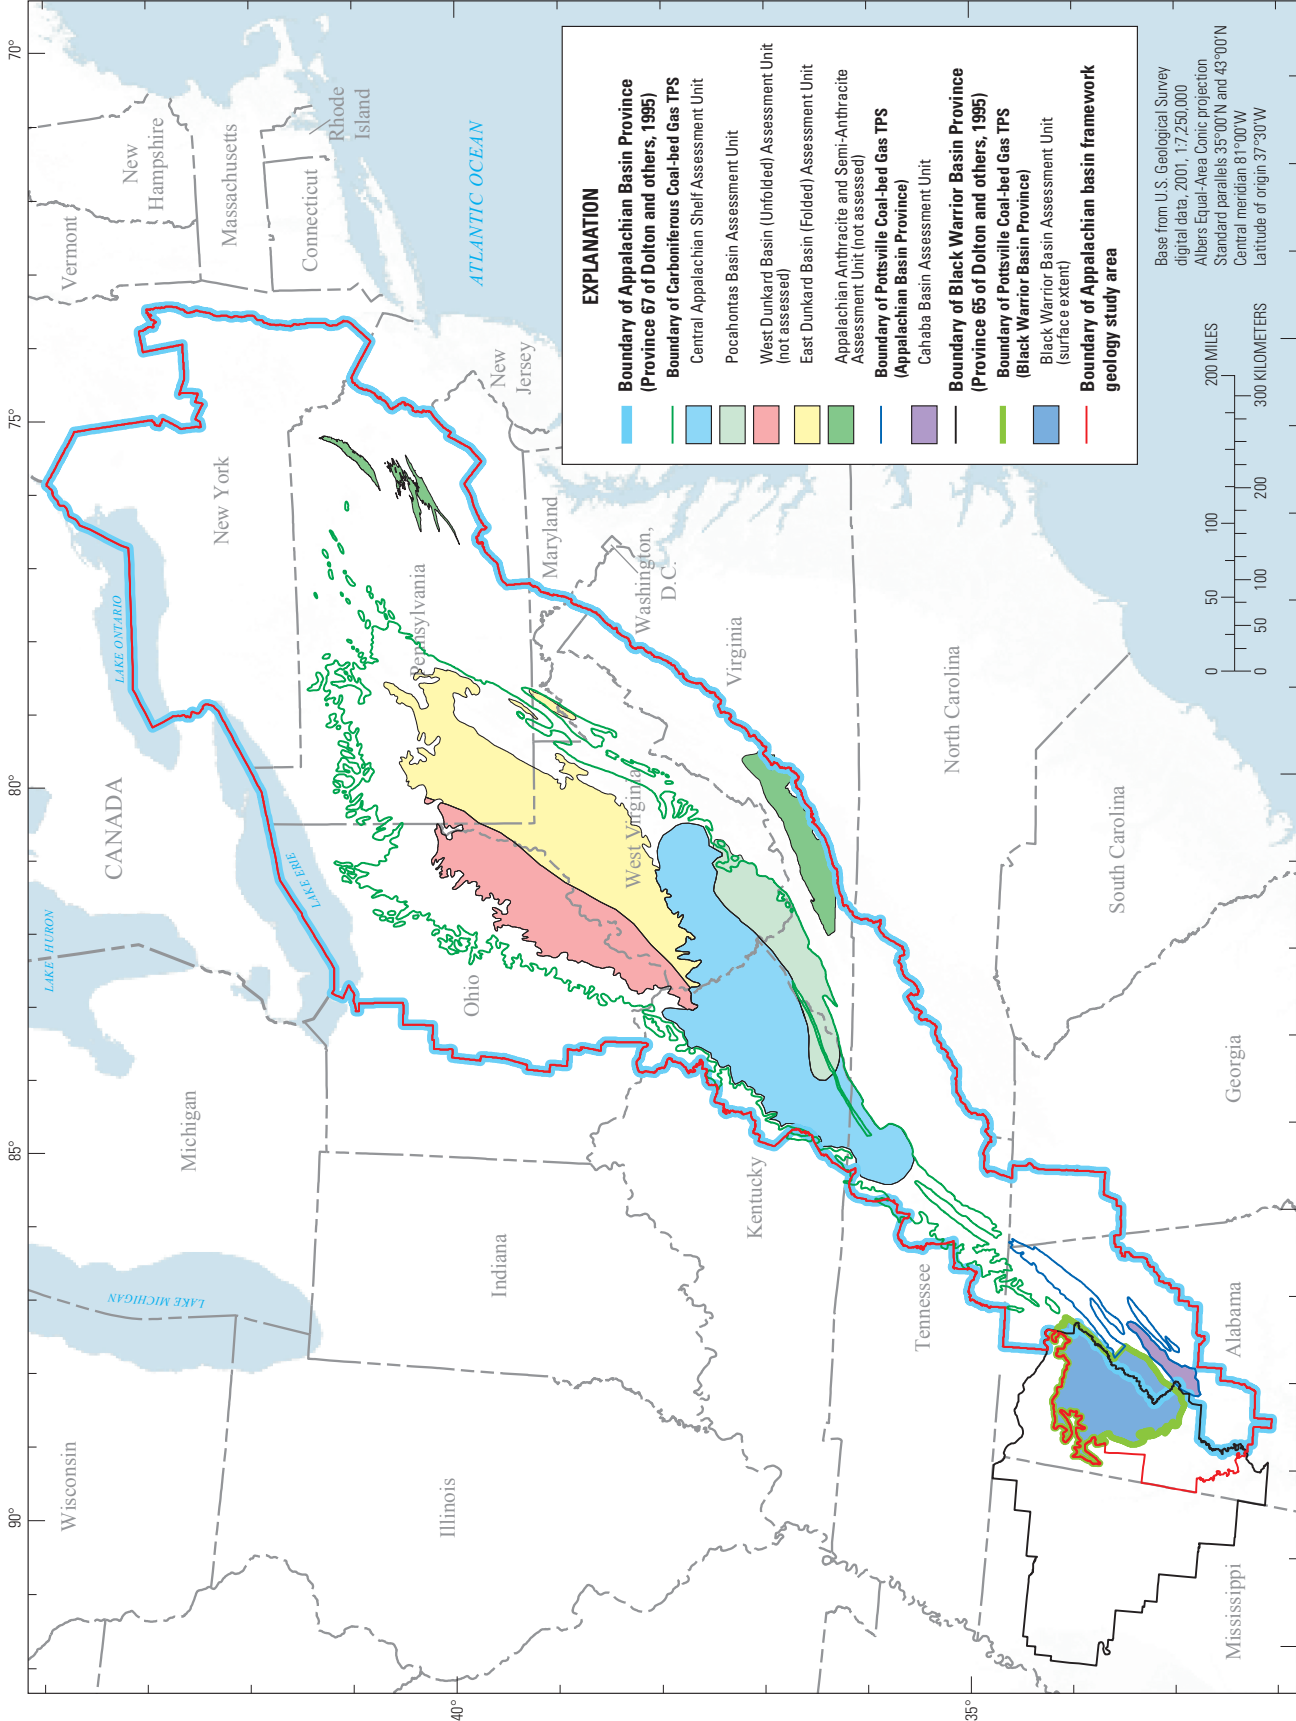 70°
75°
80°
85°
90°
40°
35°
Vermont
New
Hampshire
Massachusetts
Connecticut
Rhode
Island
ATLANTIC OCEAN
New York
New
Jersey
LAKE ONTARIO
CANADA
LAKE HURON
LAKE ERIE
Pennsylvania
Maryland
Washington,
D.C.
Virginia
West Virginia
North Carolina
South Carolina
Ohio
Michigan
LAKE MICHIGAN
Indiana
Kentucky
Tennessee
Georgia
Alabama
Wisconsin
Illinois
Mississippi
EXPLANATION
Boundary of Appalachian Basin Province
(Province 67 of Dolton and others, 1995)
Boundary of Carboniferous Coal-bed Gas TPS
Central Appalachian Shelf Assessment Unit
Pocahontas Basin Assessment Unit
West Dunkard Basin (Unfolded) Assessment Unit
(not assessed)
East Dunkard Basin (Folded) Assessment Unit
Appalachian Anthracite and Semi-Anthracite
Assessment Unit (not assessed)
Boundary of Pottsville Coal-bed Gas TPS
(Appalachian Basin Province)
Cahaba Basin Assessment Unit
Boundary of Black Warrior Basin Province
(Province 65 of Dolton and others, 1995)
Boundary of Pottsville Coal-bed Gas TPS
(Black Warrior Basin Province)
Black Warrior Basin Assessment Unit
(surface extent)
Boundary of Appalachian basin framework
geology study area
0 50 100 200 MILES
0 50 100 200 300 KILOMETERS
Base from U.S. Geological Survey
digital data, 2001, 1:7,250,000
Albers Equal-Area Conic projection
Standard parallels 35°00'N and 43°00'N
Central meridian 81°00'W
Latitude of origin 37°30'W